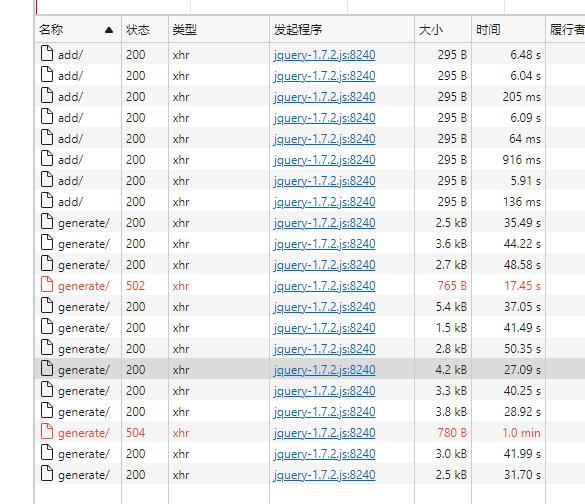 名称 ▲ 状态 类型 发起程序 大小 时间 履行者
add/ 200 xhr jquery-1.7.2.js:8240 295 B 6.48 s
add/ 200 xhr jquery-1.7.2.js:8240 295 B 6.04 s
add/ 200 xhr jquery-1.7.2.js:8240 295 B 205 ms
add/ 200 xhr jquery-1.7.2.js:8240 295 B 6.09 s
add/ 200 xhr jquery-1.7.2.js:8240 295 B 64 ms
add/ 200 xhr jquery-1.7.2.js:8240 295 B 916 ms
add/ 200 xhr jquery-1.7.2.js:8240 295 B 5.91 s
add/ 200 xhr jquery-1.7.2.js:8240 295 B 136 ms
generate/ 200 xhr jquery-1.7.2.js:8240 2.5 kB 35.49 s
generate/ 200 xhr jquery-1.7.2.js:8240 3.6 kB 44.22 s
generate/ 200 xhr jquery-1.7.2.js:8240 2.7 kB 48.58 s
generate/ 502 xhr jquery-1.7.2.js:8240 765 B 17.45 s
generate/ 200 xhr jquery-1.7.2.js:8240 5.4 kB 37.05 s
generate/ 200 xhr jquery-1.7.2.js:8240 1.5 kB 41.49 s
generate/ 200 xhr jquery-1.7.2.js:8240 2.8 kB 50.35 s
generate/ 200 xhr jquery-1.7.2.js:8240 4.2 kB 27.09 s
generate/ 200 xhr jquery-1.7.2.js:8240 3.3 kB 40.25 s
generate/ 200 xhr jquery-1.7.2.js:8240 3.8 kB 28.92 s
generate/ 504 xhr jquery-1.7.2.js:8240 780 B 1.0 min
generate/ 200 xhr jquery-1.7.2.js:8240 3.0 kB 41.99 s
generate/ 200 xhr jquery-1.7.2.js:8240 2.5 kB 31.70 s